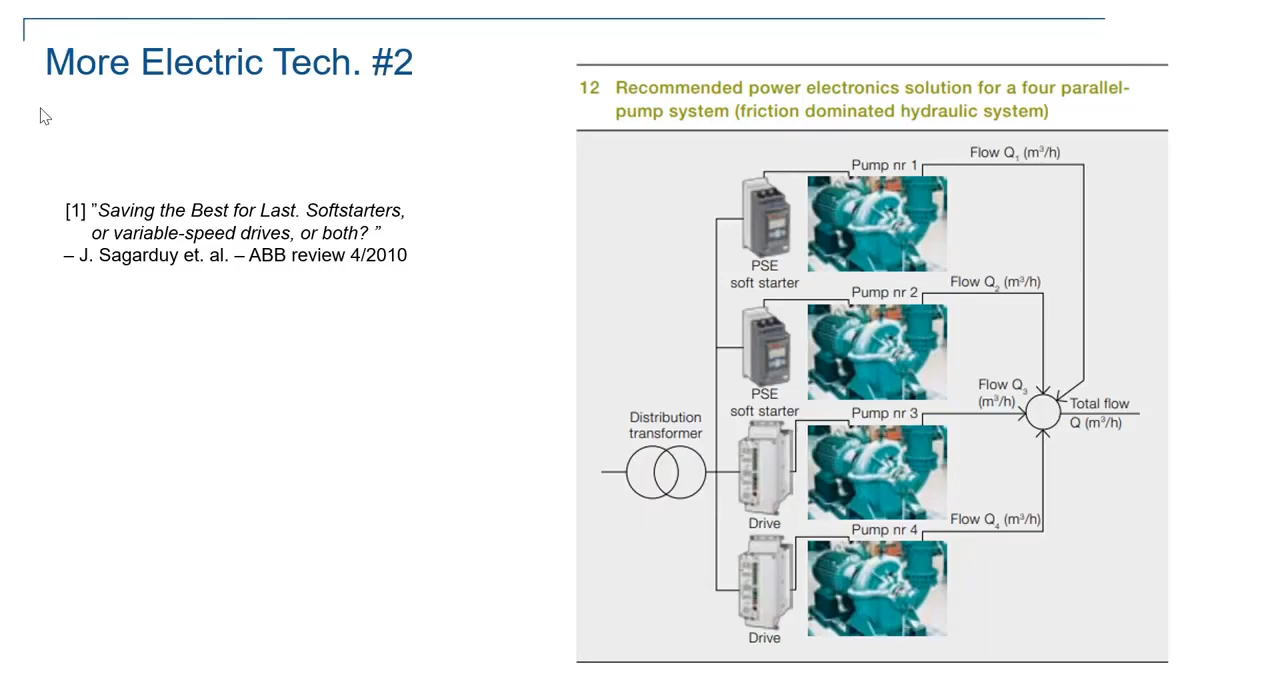 More Electric Tech. #2
[1] ”Saving the Best for Last. Softstarters,
or variable-speed drives, or both? ”
– J. Sagarduy et. al. – ABB review 4/2010
12 Recommended power electronics solution for a four parallel-
pump system (friction dominated hydraulic system)
Flow Q₁ (m³/h)
Pump nr 1
PSE
soft starter
Flow Q₂ (m³/h)
Pump nr 2
PSE
soft starter
Flow Q₃
(m³/h)
Pump nr 3
Total flow
Q (m³/h)
Distribution
transformer
Drive
Flow Q₄ (m³/h)
Pump nr 4
Drive